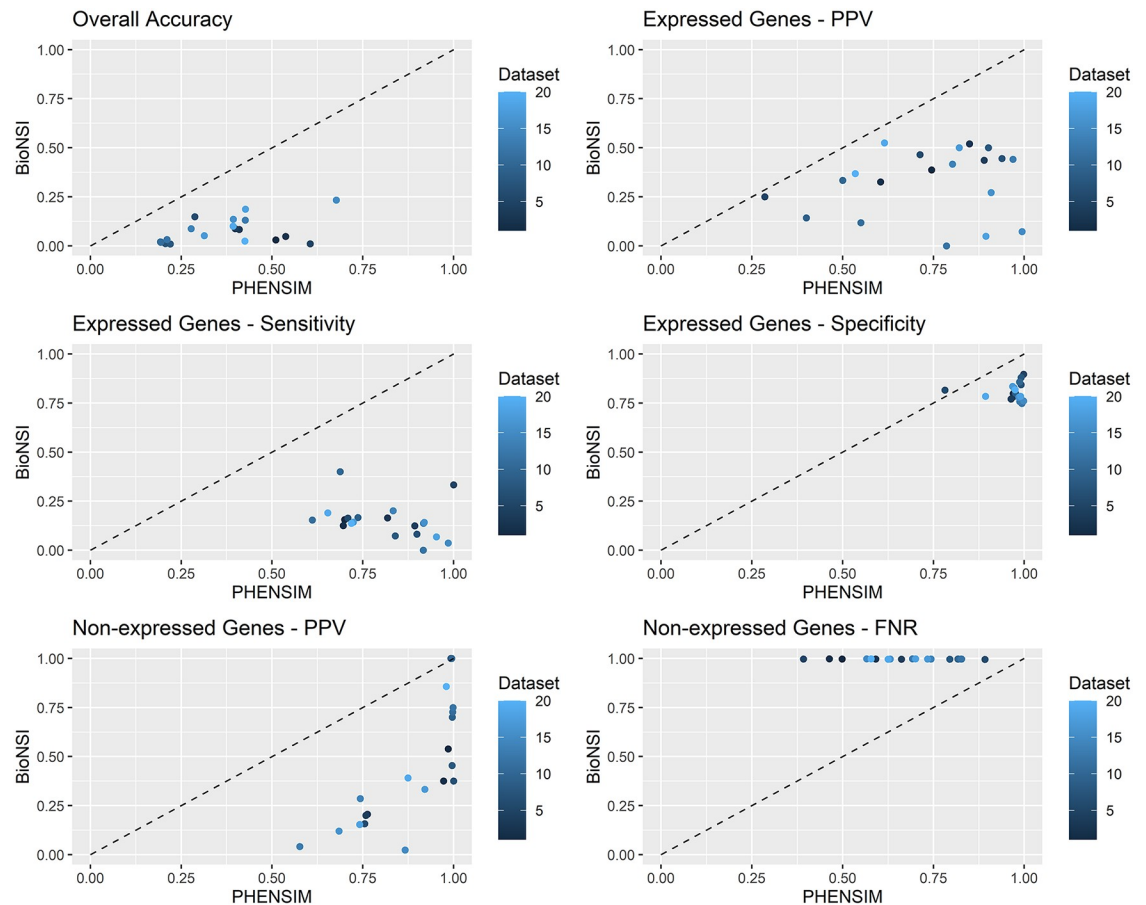 Overall Accuracy
1.00
0.75
0.50
0.25
0.00
BioNSI
0.00 0.25 0.50 0.75 1.00
PHENSIM
Dataset
20
15
10
5
Expressed Genes - PPV
1.00
0.75
0.50
0.25
0.00
BioNSI
0.00 0.25 0.50 0.75 1.00
PHENSIM
Dataset
20
15
10
5
Expressed Genes - Sensitivity
1.00
0.75
0.50
0.25
0.00
BioNSI
0.00 0.25 0.50 0.75 1.00
PHENSIM
Dataset
20
15
10
5
Expressed Genes - Specificity
1.00
0.75
0.50
0.25
0.00
BioNSI
0.00 0.25 0.50 0.75 1.00
PHENSIM
Dataset
20
15
10
5
Non-expressed Genes - PPV
1.00
0.75
0.50
0.25
0.00
BioNSI
0.00 0.25 0.50 0.75 1.00
PHENSIM
Dataset
20
15
10
5
Non-expressed Genes - FNR
1.00
0.75
0.50
0.25
0.00
BioNSI
0.00 0.25 0.50 0.75 1.00
PHENSIM
Dataset
20
15
10
5